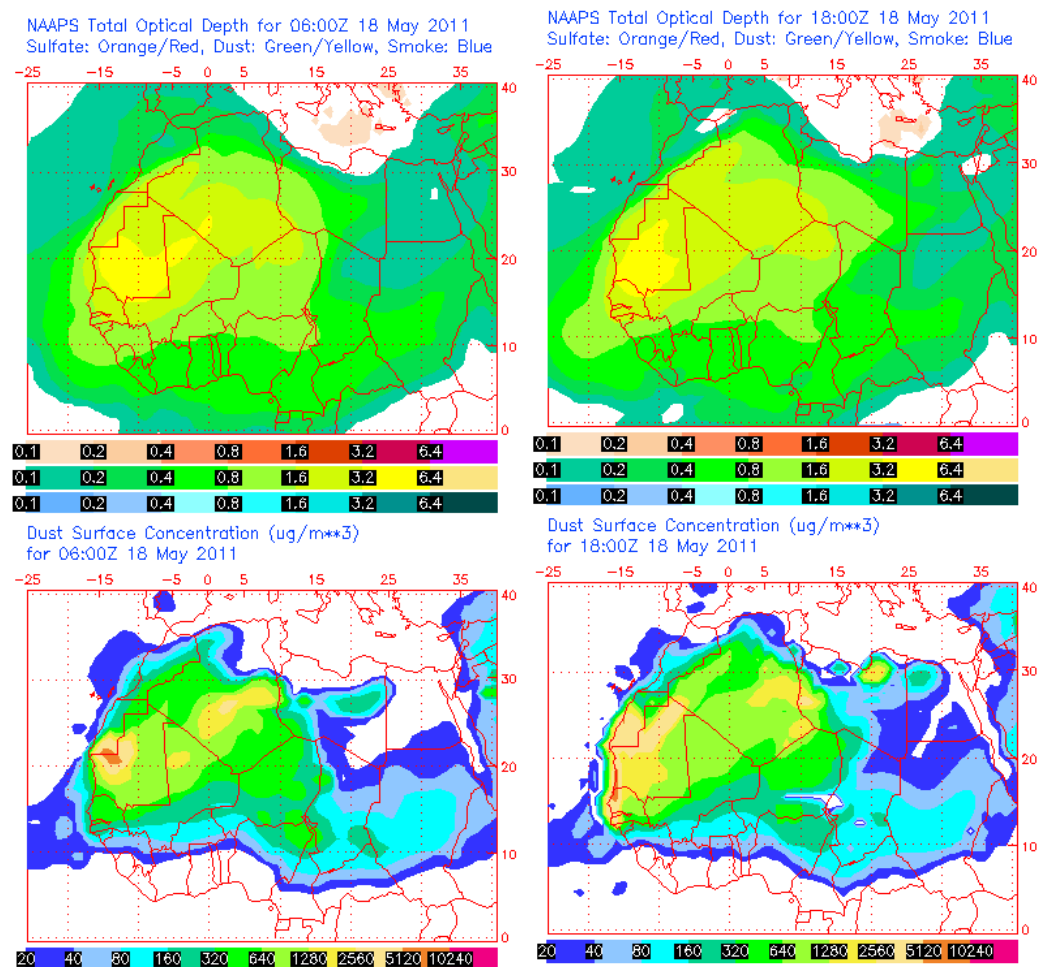 NAAPS Total Optical Depth for 06:00Z 18 May 2011
Sulfate: Orange/Red, Dust: Green/Yellow, Smoke: Blue
-25 -15 -5 0 5 15 25 35
40
30
20
10
0
0.1 0.2 0.4 0.8 1.6 3.2 6.4
0.1 0.2 0.4 0.8 1.6 3.2 6.4
0.1 0.2 0.4 0.8 1.6 3.2 6.4
NAAPS Total Optical Depth for 18:00Z 18 May 2011
Sulfate: Orange/Red, Dust: Green/Yellow, Smoke: Blue
-25 -15 -5 0 5 15 25 35
40
30
20
10
0
0.1 0.2 0.4 0.8 1.6 3.2 6.4
0.1 0.2 0.4 0.8 1.6 3.2 6.4
0.1 0.2 0.4 0.8 1.6 3.2 6.4
Dust Surface Concentration (ug/m**3)
for 06:00Z 18 May 2011
-25 -15 -5 0 5 15 25 35
40
30
20
10
0
20 40 80 160 320 640 1280 2560 5120 10240
Dust Surface Concentration (ug/m**3)
for 18:00Z 18 May 2011
-25 -15 -5 0 5 15 25 35
40
30
20
10
0
20 40 80 160 320 640 1280 2560 5120 10240